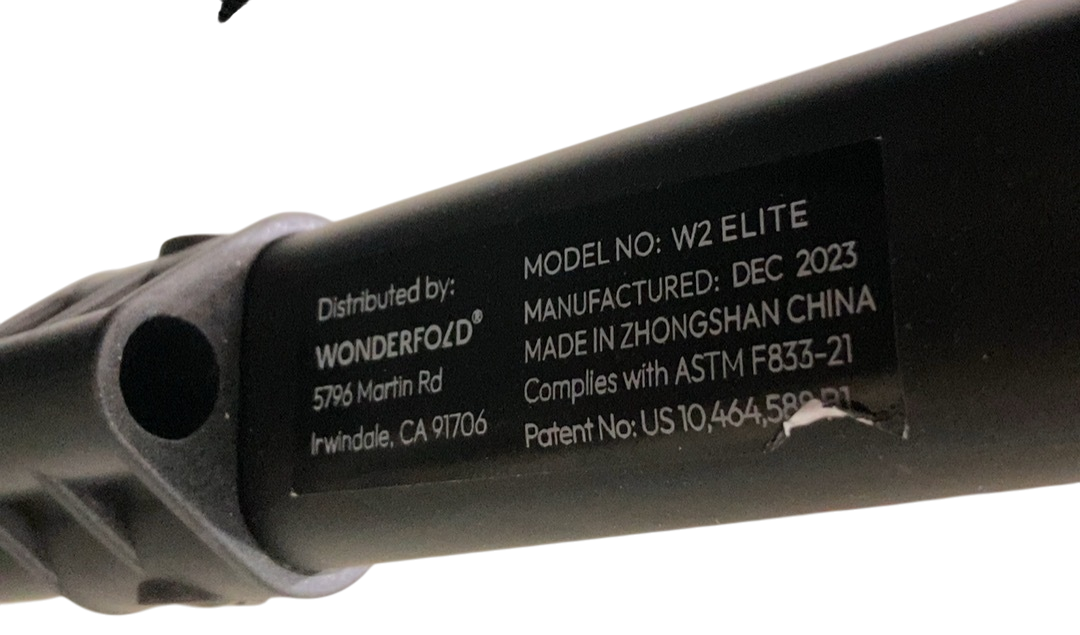 Distributed by:
WONDERFOLD®
5796 Martin Rd
Irwindale, CA 91706
MODEL NO: W2 ELITE
MANUFACTURED: DEC 2023
MADE IN ZHONGSHAN CHINA
Complies with ASTM F833-21
Patent No: US 10,464,589 B1